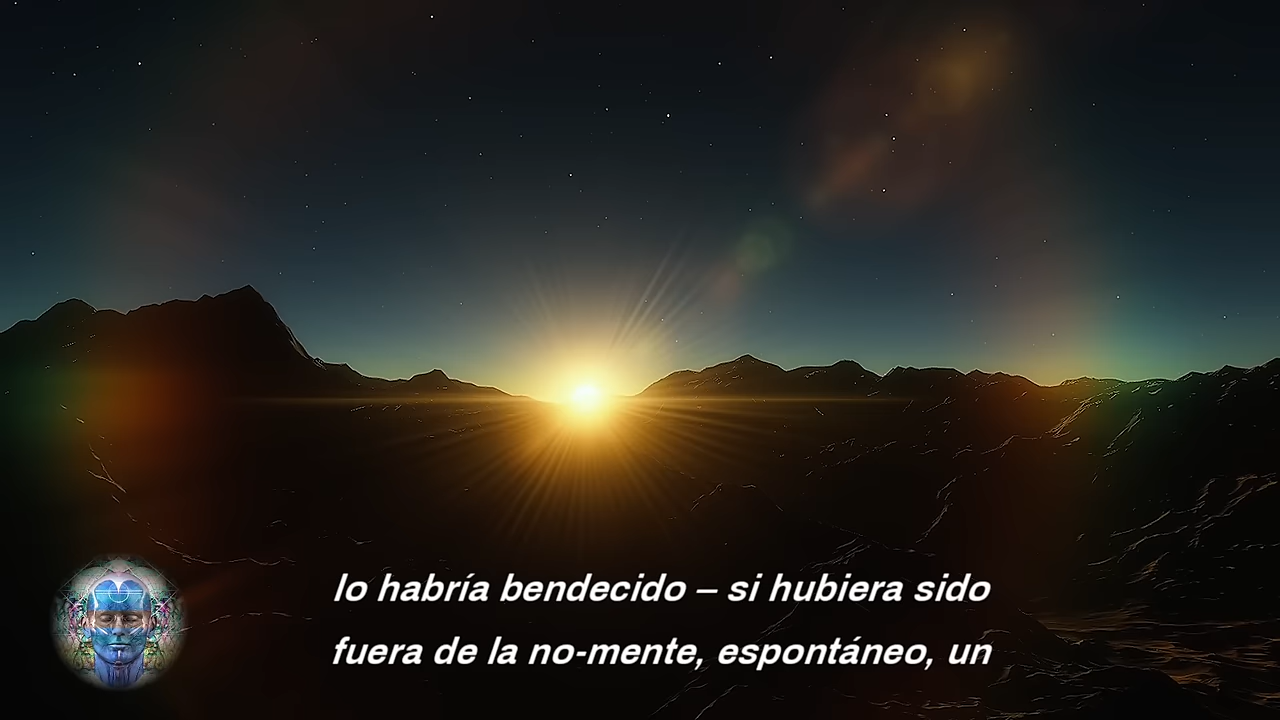 lo habría bendecido – si hubiera sido
fuera de la no-mente, espontáneo, un